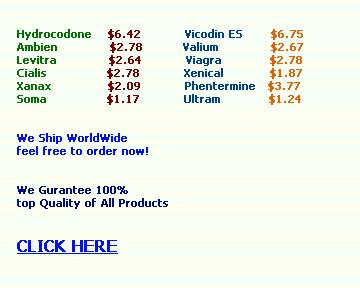 Hydrocodone $6.42 Vicodin ES $6.75
Ambien $2.78 Valium $2.67
Levitra $2.64 Viagra $2.78
Cialis $2.78 Xenical $1.87
Xanax $2.09 Phentermine $3.77
Soma $1.17 Ultram $1.24
We Ship WorldWide
feel free to order now!
We Gurantee 100%
top Quality of All Products
CLICK HERE